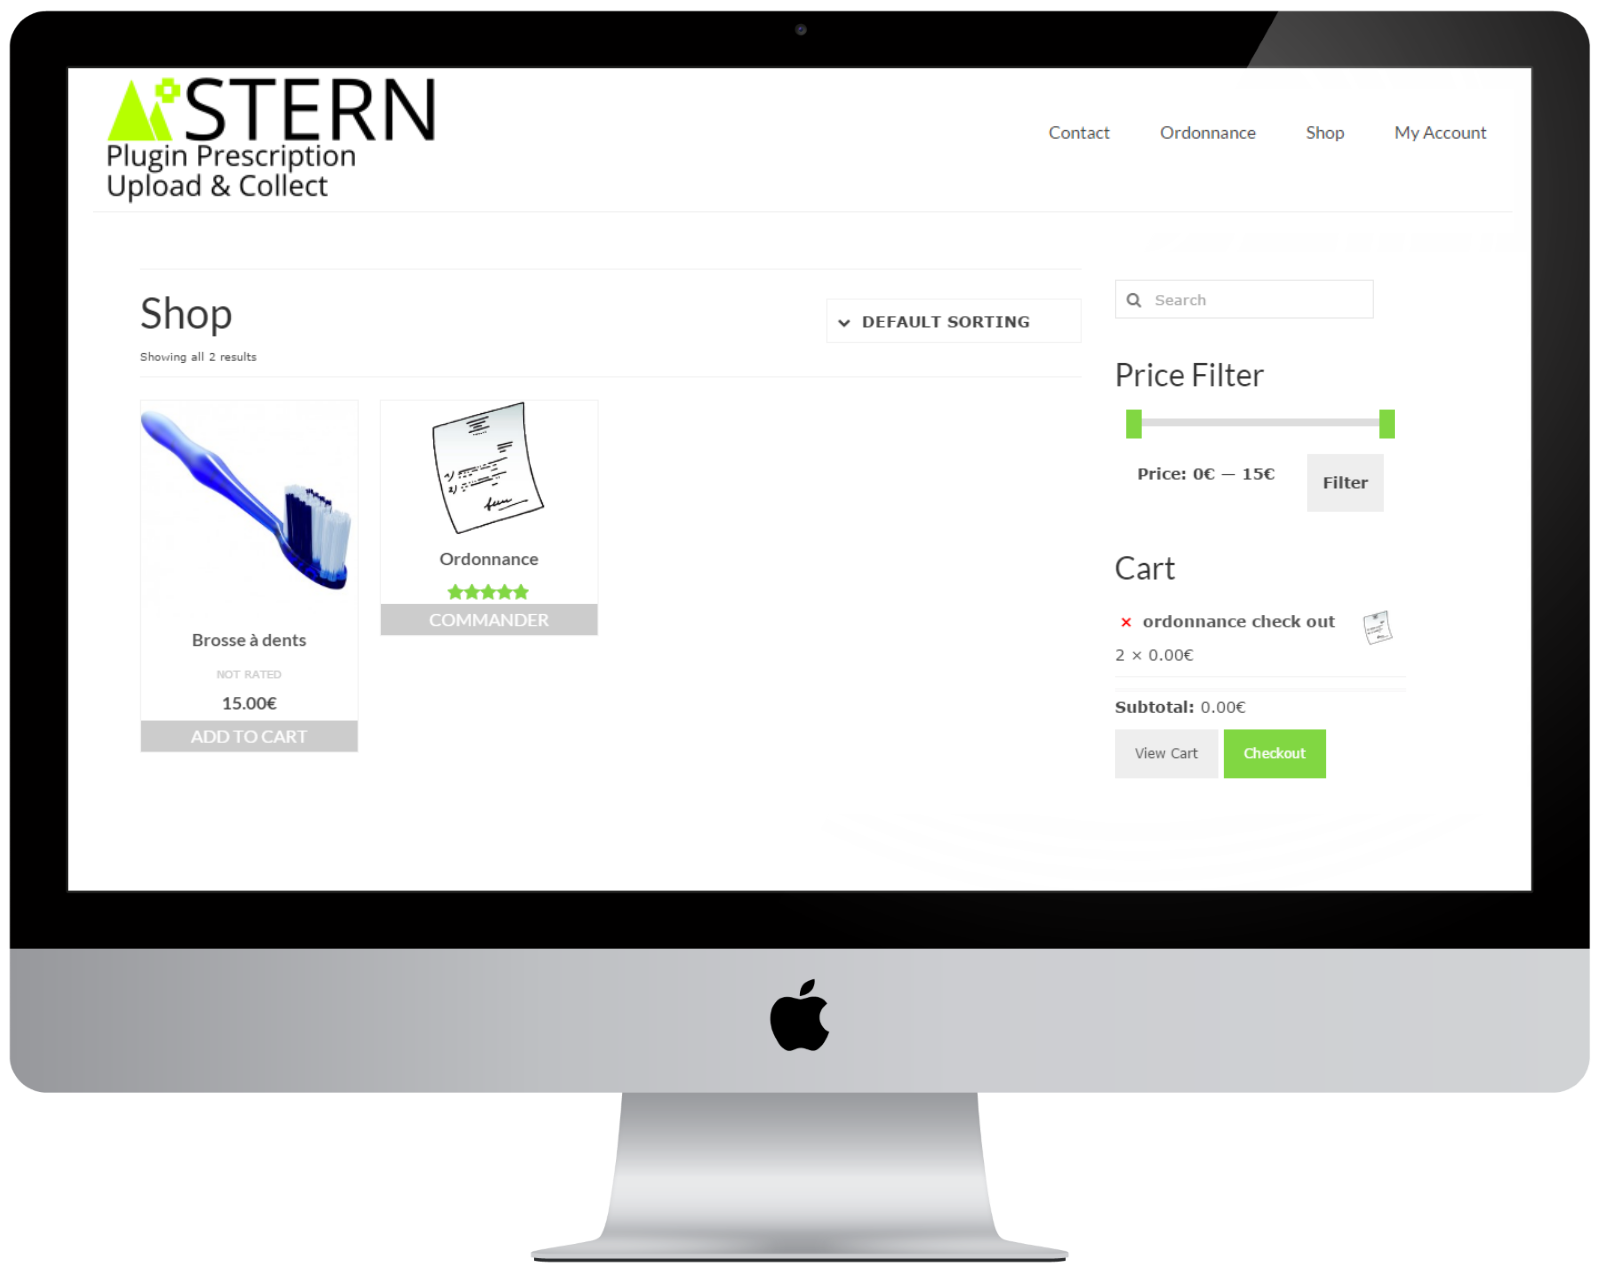 STERN
Plugin Prescription
Upload & Collect
Contact Ordonnance Shop My Account
Shop
Showing all 2 results
DEFAULT SORTING
Brosse à dents
NOT RATED
15.00€
ADD TO CART
Ordonnance
COMMANDER
Search
Price Filter
Price: 0€ — 15€
Filter
Cart
× ordonnance check out
2 × 0.00€
Subtotal: 0.00€
View Cart Checkout